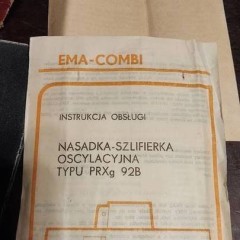 EMA-COMBI
INSTRUKCJA OBSŁUGI
NASADKA-SZLIFIERKA
OSCYLACYJNA
TYPU PRXg 92B